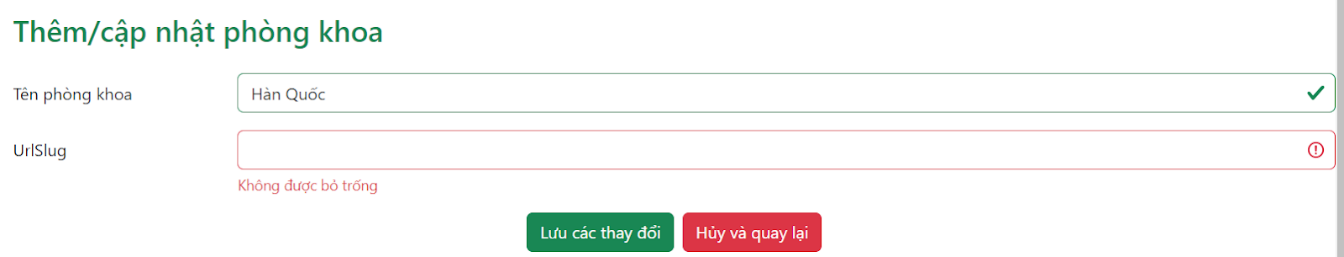 Thêm/cập nhật phòng khoa
Tên phòng khoa
Hàn Quốc
UrlSlug
Không được bỏ trống
Lưu các thay đổi
Hủy và quay lại